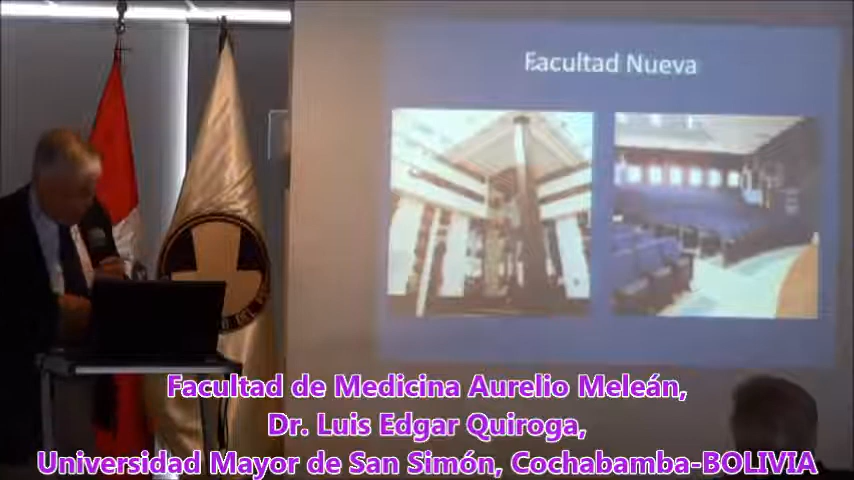 Facultad Nueva
Facultad de Medicina Aurelio Meleán,
Dr. Luis Edgar Quiroga,
Universidad Mayor de San Simón, Cochabamba-BOLIVIA